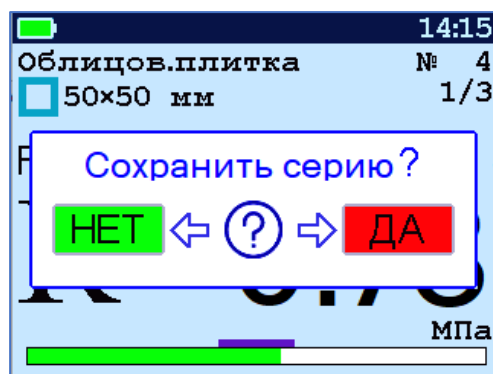 14:15
Облицов.плитка № 4
50×50 мм 1/3
Сохранить серию?
НЕТ ? ДА
МПа